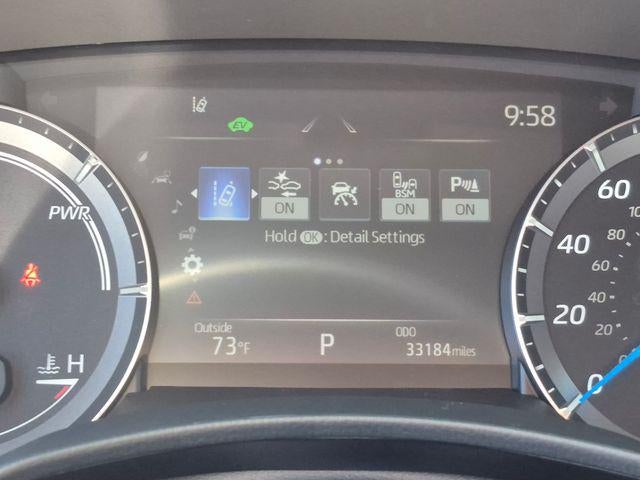 9:58
EV
PWR
BSM
P
ON
ON
ON
Hold OK: Detail Settings
Outside
73°F
P
ODO
33184 miles
H
60
40
20
0
80
60
40
20